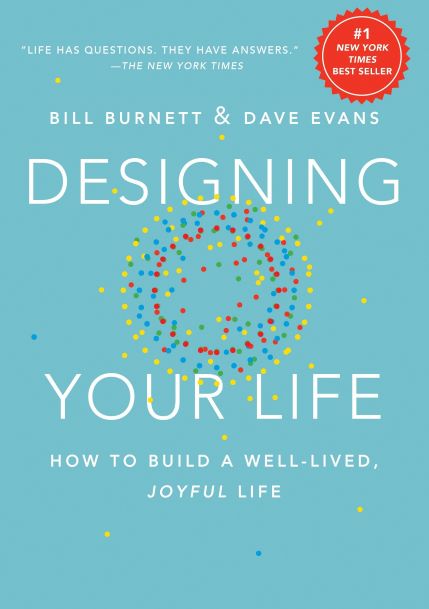 "LIFE HAS QUESTIONS. THEY HAVE ANSWERS."
—THE NEW YORK TIMES
#1
NEW YORK
TIMES
BEST SELLER
BILL BURNETT & DAVE EVANS
DESIGNING
YOUR LIFE
HOW TO BUILD A WELL-LIVED,
JOYFUL LIFE